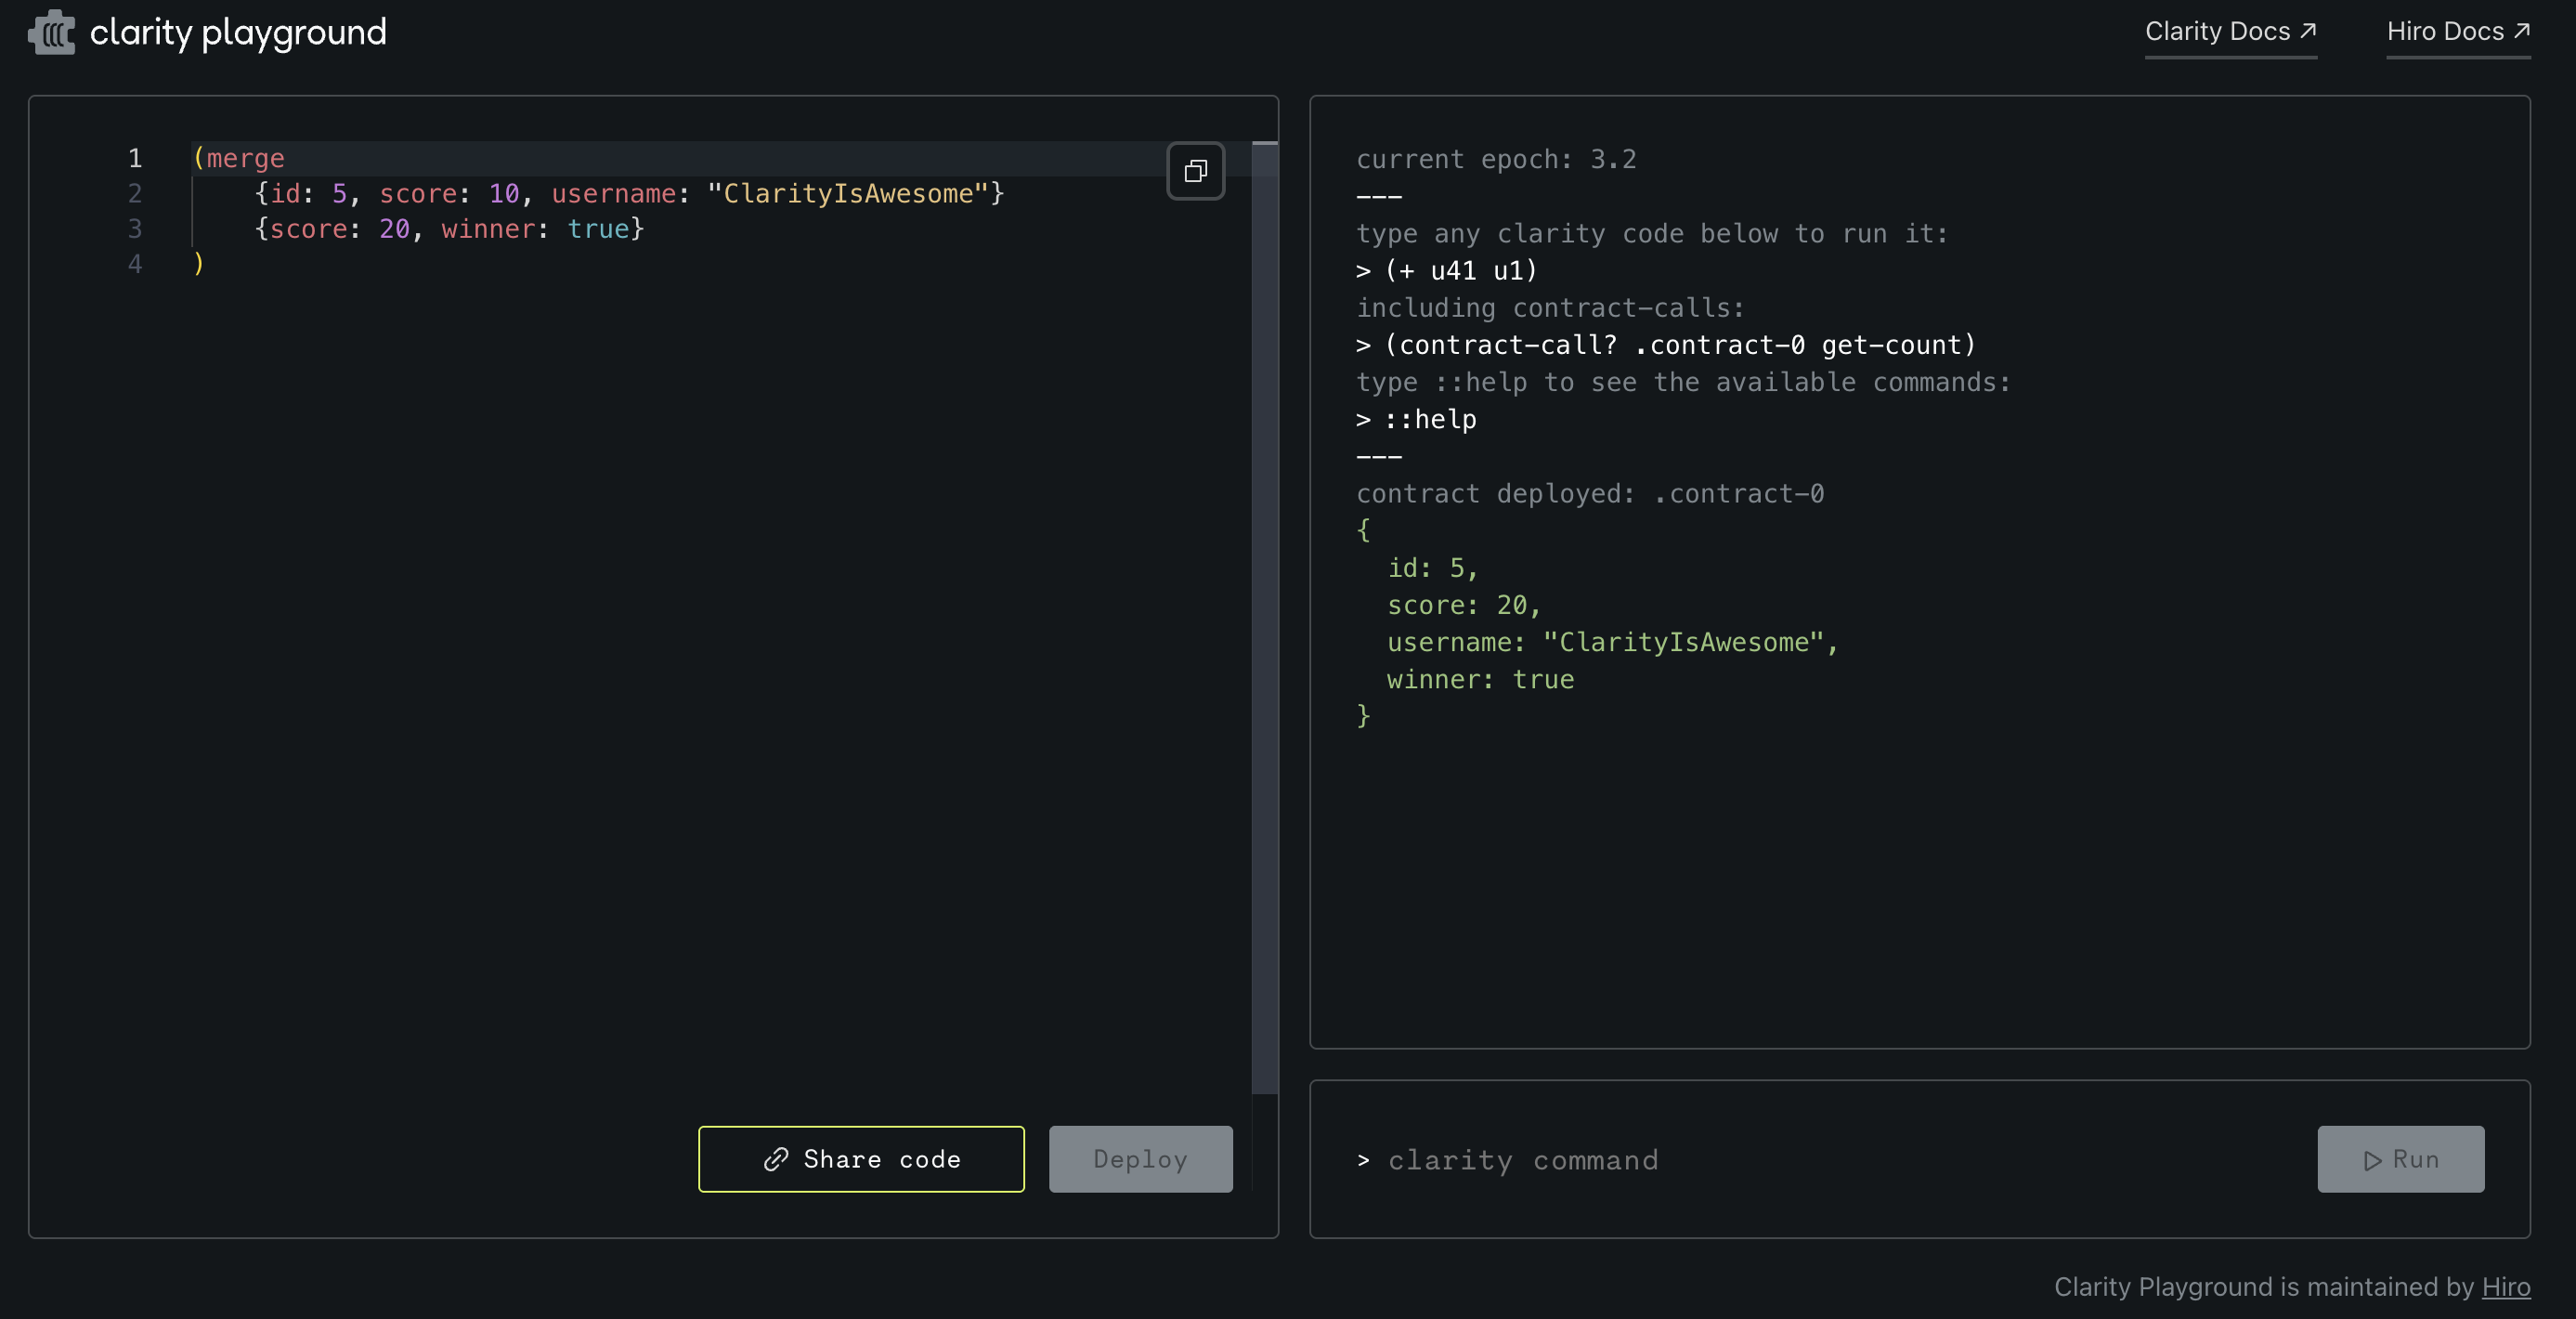 clarity playground
Clarity Docs ↗
Hiro Docs ↗
1 (merge
2     {id: 5, score: 10, username: "ClarityIsAwesome"}
3     {score: 20, winner: true}
4 )
Share code
Deploy
current epoch: 3.2
---
type any clarity code below to run it:
> (+ u41 u1)
including contract-calls:
> (contract-call? .contract-0 get-count)
type ::help to see the available commands:
> ::help
---
contract deployed: .contract-0
{
  id: 5,
  score: 20,
  username: "ClarityIsAwesome",
  winner: true
}
> clarity command
Run
Clarity Playground is maintained by Hiro